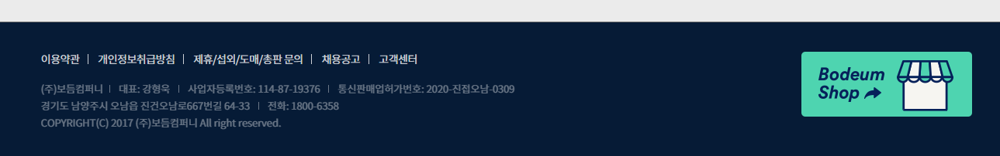 이용약관 | 개인정보취급방침 | 제휴/섭외/도매/총판 문의 | 채용공고 | 고객센터
(주)보듬컴퍼니 | 대표: 강형욱 | 사업자등록번호: 114-87-19376 | 통신판매업허가번호: 2020-진접오남-0309
경기도 남양주시 오남읍 진건오남로667번길 64-33 | 전화: 1800-6358
COPYRIGHT(C) 2017 (주)보듬컴퍼니 All right reserved.
Bodeum
Shop